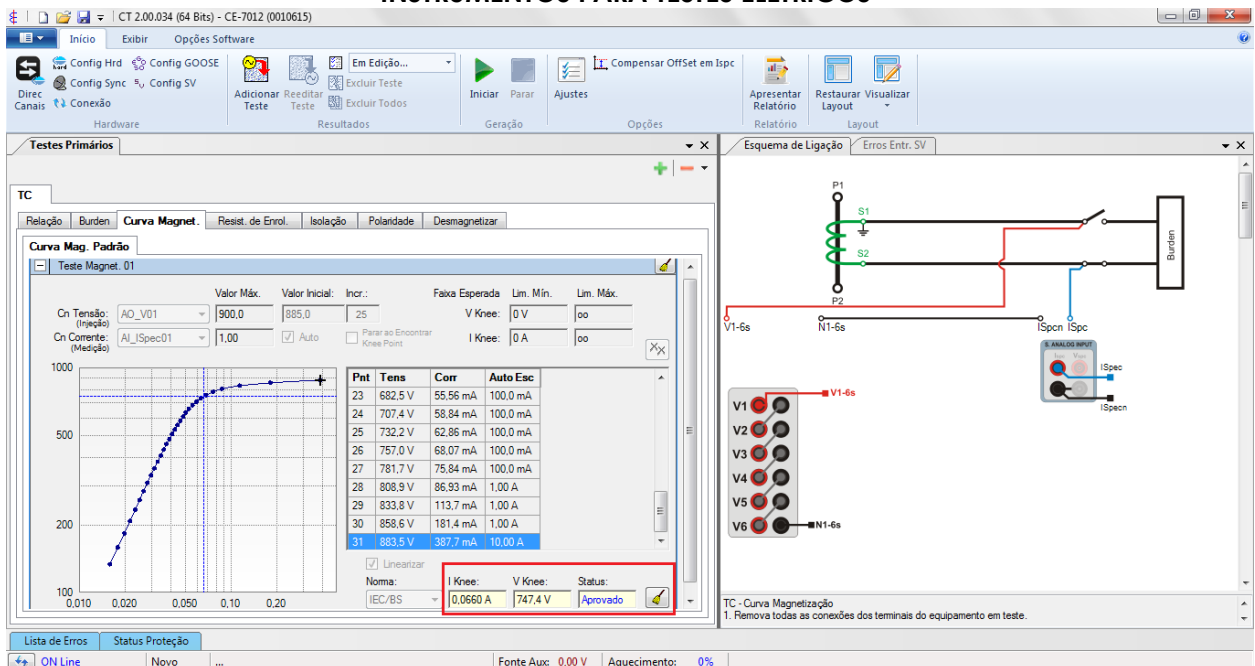 INSTRUMENTOS PARA TESTES ELÉTRICOS
CT 2.00.034 (64 Bits) - CE-7012 (0010615)
Início Exibir Opções Software
Direc Canais
Config Hrd Config GOOSE
Config Sync Config SV
Conexão
Hardware
Adicionar Teste
Reeditar Teste
Em Edição...
Excluir Teste
Excluir Todos
Resultados
Iniciar Parar
Geração
Ajustes
Compensar OffSet em Ispc
Opções
Apresentar Relatório
Relatório
Restaurar Layout
Visualizar
Layout
Testes Primários
TC
Relação Burden Curva Magnet. Resist. de Enrol. Isolação Polaridade Desmagnetizar
Curva Mag. Padrão
Teste Magnet. 01
Valor Máx. Valor Inicial: Incr.: Faixa Esperada Lim. Mín. Lim. Máx.
Cn Tensão: (Injeção) AO_V01 900,0 885,0 25 V Knee: 0 V oo
Cn Corrente: (Medição) AI_ISpec01 1,00 Auto Parar ao Encontrar Knee Point I Knee: 0 A oo
1000
500
200
100
0,010 0,020 0,050 0,10 0,20
Pnt Tens Corr Auto Esc
23 682,5 V 55,56 mA 100,0 mA
24 707,4 V 58,84 mA 100,0 mA
25 732,2 V 62,86 mA 100,0 mA
26 757,0 V 68,07 mA 100,0 mA
27 781,7 V 75,84 mA 100,0 mA
28 808,9 V 86,93 mA 1,00 A
29 833,8 V 113,7 mA 1,00 A
30 858,6 V 181,4 mA 1,00 A
31 883,5 V 387,7 mA 10,00 A
Linearizar
Norma: I Knee: V Knee: Status:
IEC/BS 0,0660 A 747,4 V Aprovado
Esquema de Ligação Erros Entr. SV
P1
S1
S2
P2
Burden
V1-6s N1-6s ISpcn ISpc
S. ANALOG INPUT
ISpec
ISpecn
V1 V1-6s
V2
V3
V4
V5
V6 N1-6s
TC - Curva Magnetização
1. Remova todas as conexões dos terminais do equipamento em teste.
Lista de Erros Status Proteção
ON Line Novo ... Fonte Aux: 0.00 V Aquecimento: 0%